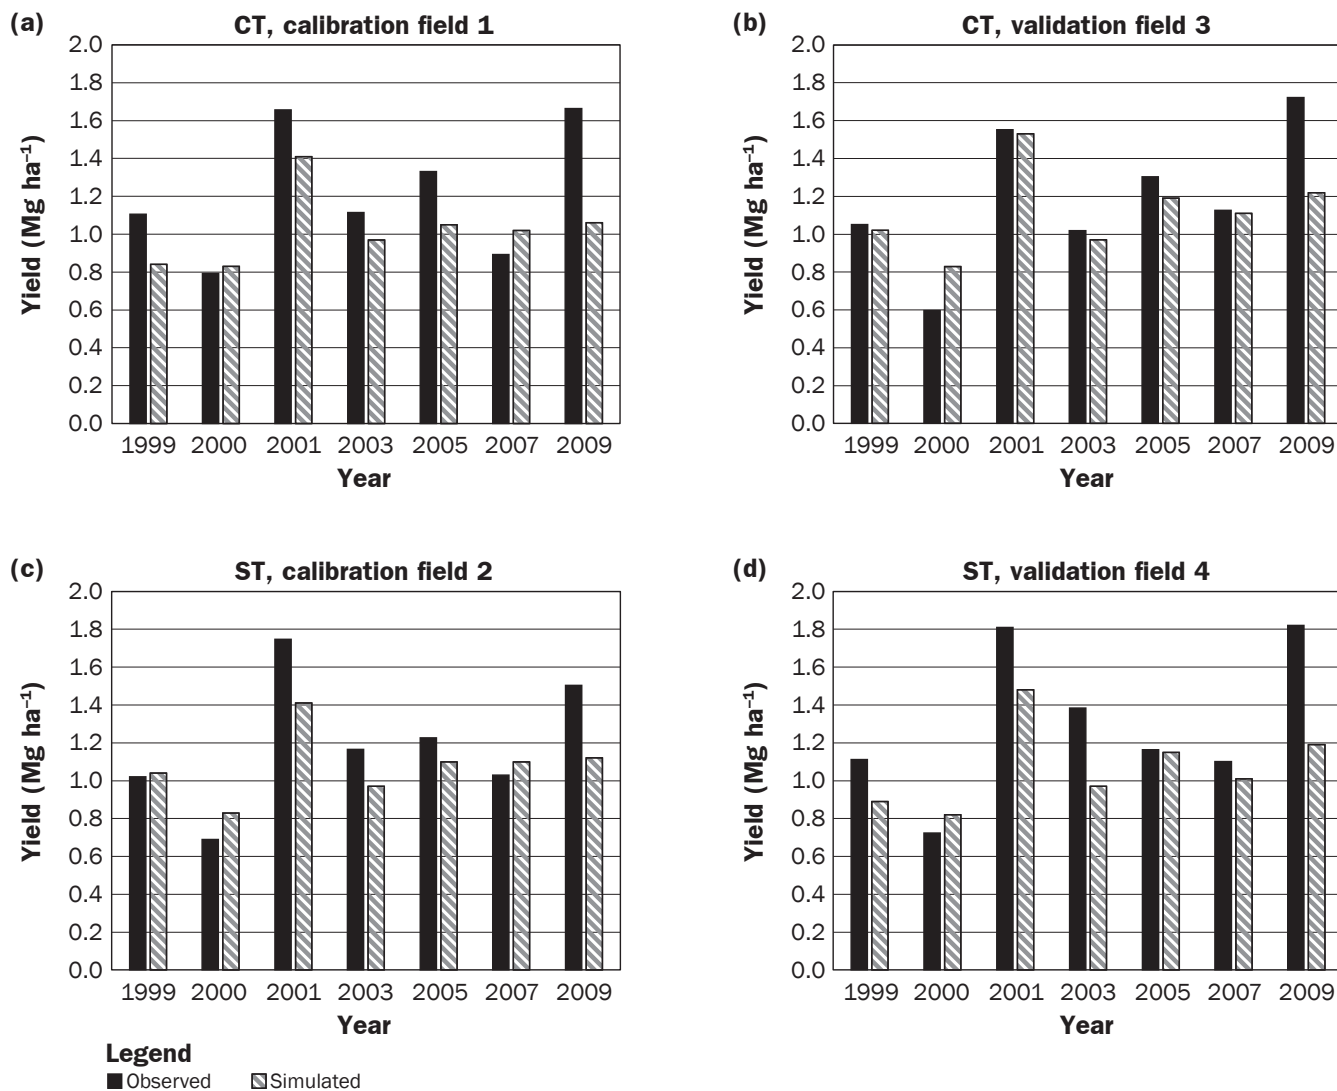 (a)
CT, calibration field 1
Yield (Mg ha⁻¹)
2.0
1.8
1.6
1.4
1.2
1.0
0.8
0.6
0.4
0.2
0.0
1999 2000 2001 2003 2005 2007 2009
Year
(b)
CT, validation field 3
Yield (Mg ha⁻¹)
2.0
1.8
1.6
1.4
1.2
1.0
0.8
0.6
0.4
0.2
0.0
1999 2000 2001 2003 2005 2007 2009
Year
(c)
ST, calibration field 2
Yield (Mg ha⁻¹)
2.0
1.8
1.6
1.4
1.2
1.0
0.8
0.6
0.4
0.2
0.0
1999 2000 2001 2003 2005 2007 2009
Year
(d)
ST, validation field 4
Yield (Mg ha⁻¹)
2.0
1.8
1.6
1.4
1.2
1.0
0.8
0.6
0.4
0.2
0.0
1999 2000 2001 2003 2005 2007 2009
Year
Legend
Observed Simulated